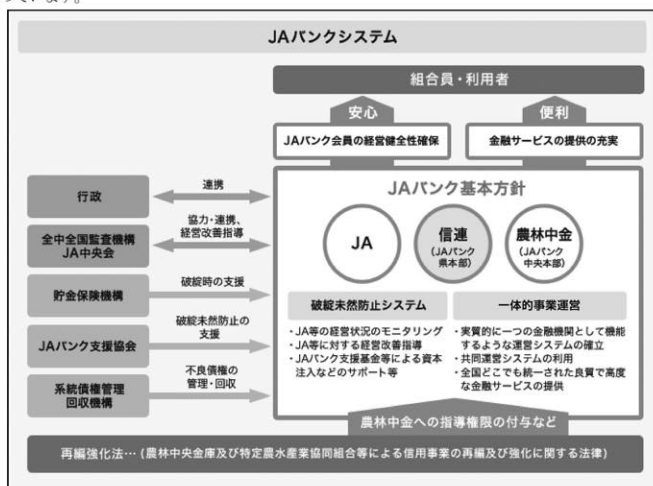 JAバンクシステム
組合員・利用者
安心
便利
JAバンク会員の経営健全性確保
金融サービスの提供の充実
行政
連携
全中全国監査機構
JA中央会
協力・連携、
経営改善指導
貯金保険機構
破綻時の支援
JAバンク支援協会
破綻未然防止の
支援
系統債権管理
回収機構
不良債権の
管理・回収
JAバンク基本方針
JA
信連
(JAバンク
県本部)
農林中金
(JAバンク
中央本部)
破綻未然防止システム
・JA等の経営状況のモニタリング
・JA等に対する経営改善指導
・JAバンク支援基金等による資本
注入などのサポート等
一体的事業運営
・実質的に一つの金融機関として機能
するような運営システムの確立
・共同運営システムの利用
・全国どこでも統一された良質で高度
な金融サービスの提供
農林中金への指導権限の付与など
再編強化法…(農林中央金庫及び特定農水産業協同組合等による信用事業の再編及び強化に関する法律)